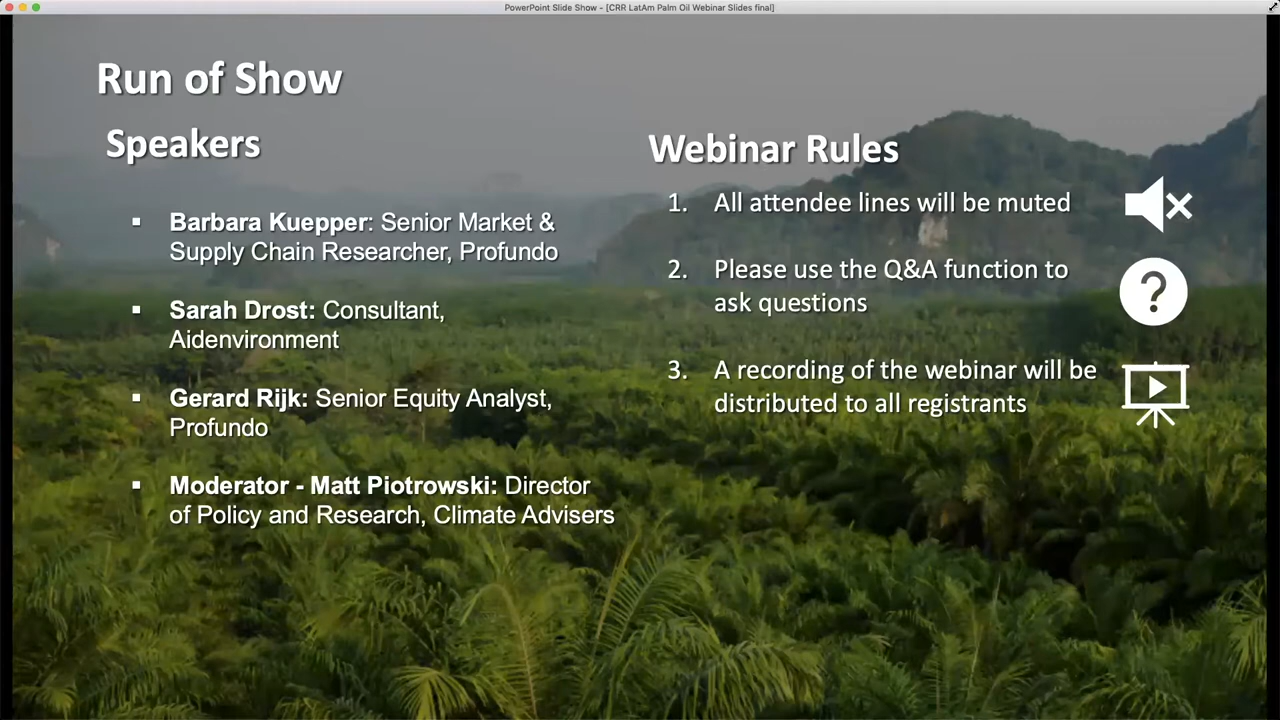 PowerPoint Slide Show - [CRR LatAm Palm Oil Webinar Slides final]
Run of Show
Speakers
▪ Barbara Kuepper: Senior Market &
Supply Chain Researcher, Profundo
▪ Sarah Drost: Consultant,
Aidenvironment
▪ Gerard Rijk: Senior Equity Analyst,
Profundo
▪ Moderator - Matt Piotrowski: Director
of Policy and Research, Climate Advisers
Webinar Rules
1. All attendee lines will be muted
2. Please use the Q&A function to
ask questions
?
3. A recording of the webinar will be
distributed to all registrants